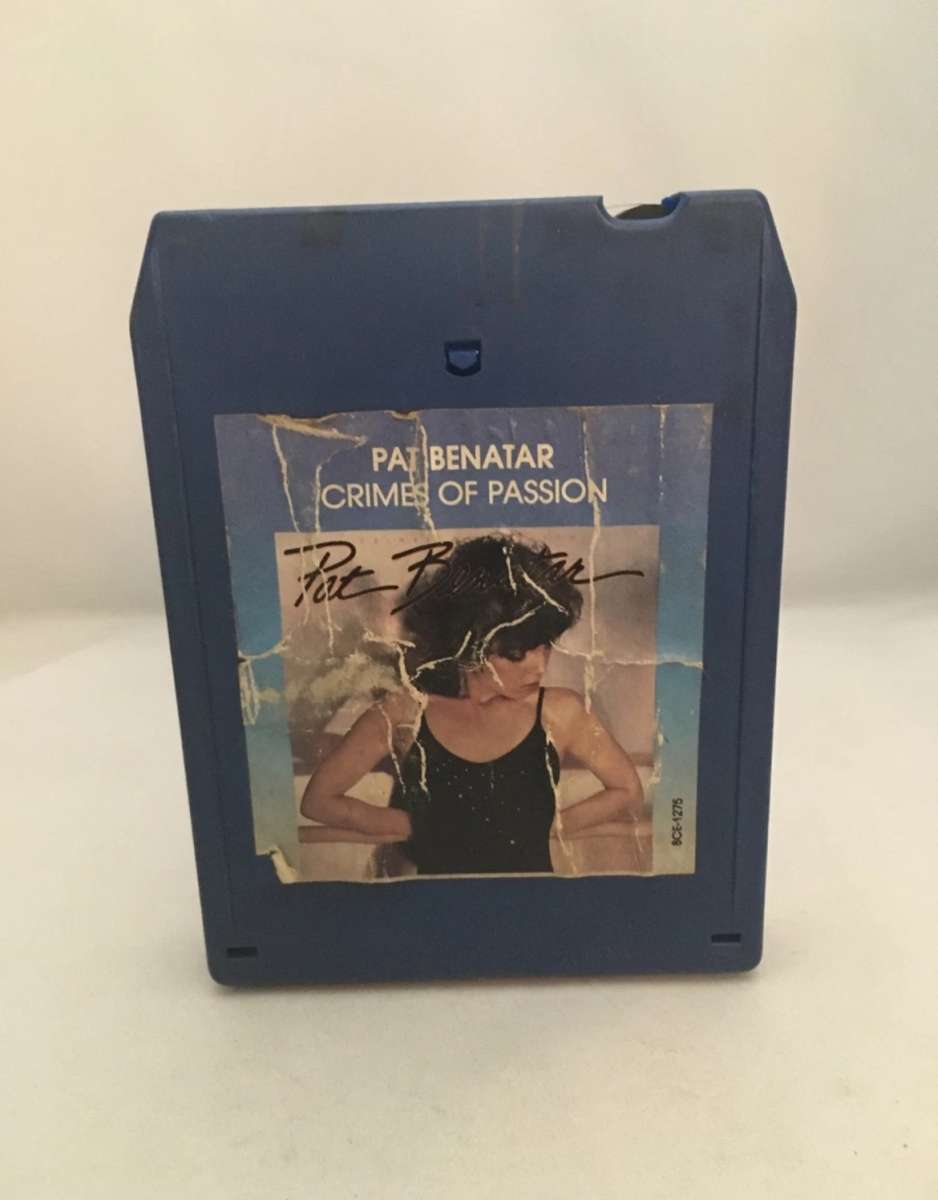 PAT BENATAR
CRIMES OF PASSION
Pat Benatar
8CE-1275